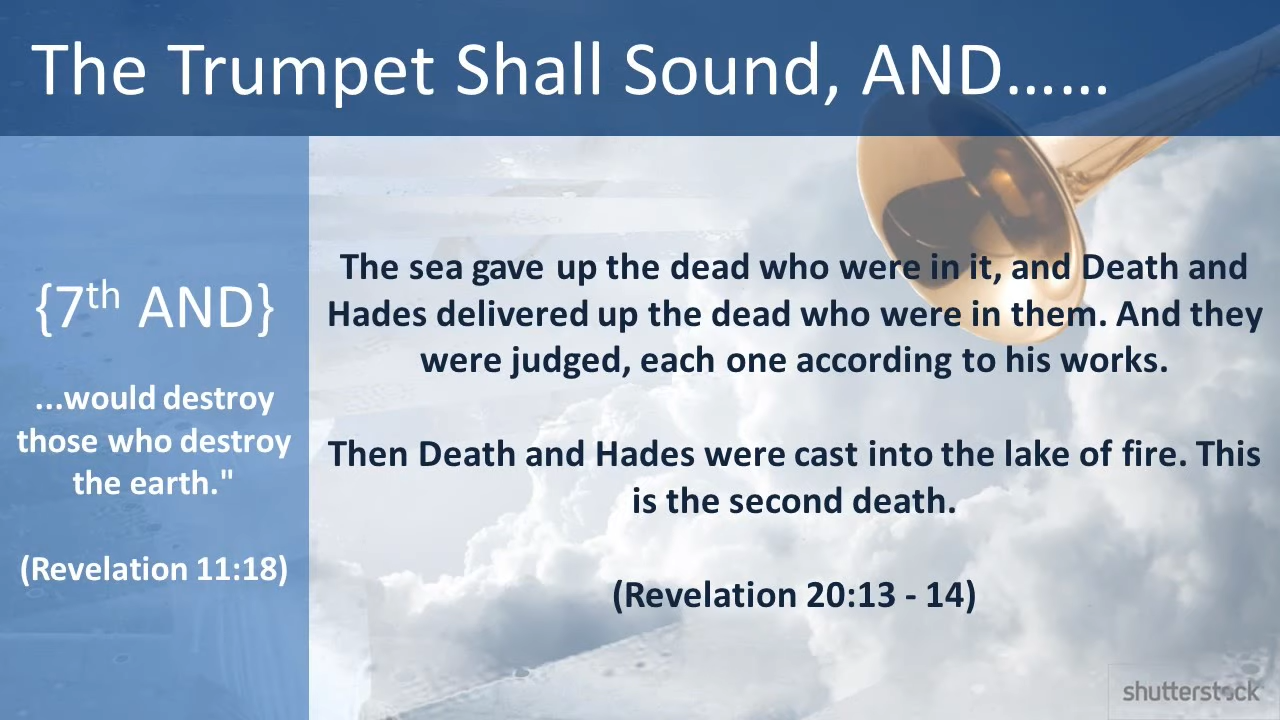 The Trumpet Shall Sound, AND……
{7th AND}
...would destroy
those who destroy
the earth."
(Revelation 11:18)
The sea gave up the dead who were in it, and Death and
Hades delivered up the dead who were in them. And they
were judged, each one according to his works.
Then Death and Hades were cast into the lake of fire. This
is the second death.
(Revelation 20:13 - 14)
shutterstock